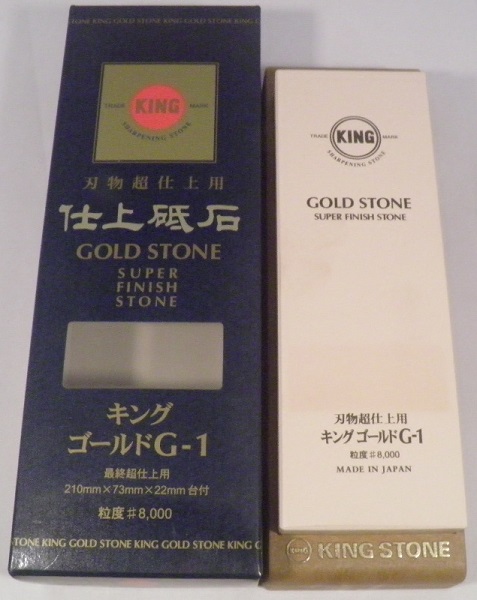 TONE KING GOLD STONE KING GOLD STONE KING G
TRADE KING MARK
SHARPENING STONE
刃物超仕上用
仕上砥石
GOLD STONE
SUPER
FINISH
STONE
キング
ゴールドG-1
最終超仕上用
210mm×73mm×22mm 台付
粒度#8,000
TONE KING GOLD STONE KING GOLD STONE KING G
TRADE KING MARK
SHARPENING STONE
GOLD STONE
SUPER FINISH STONE
刃物超仕上用
キング ゴールドG-1
粒度#8,000
MADE IN JAPAN
KING KING STONE